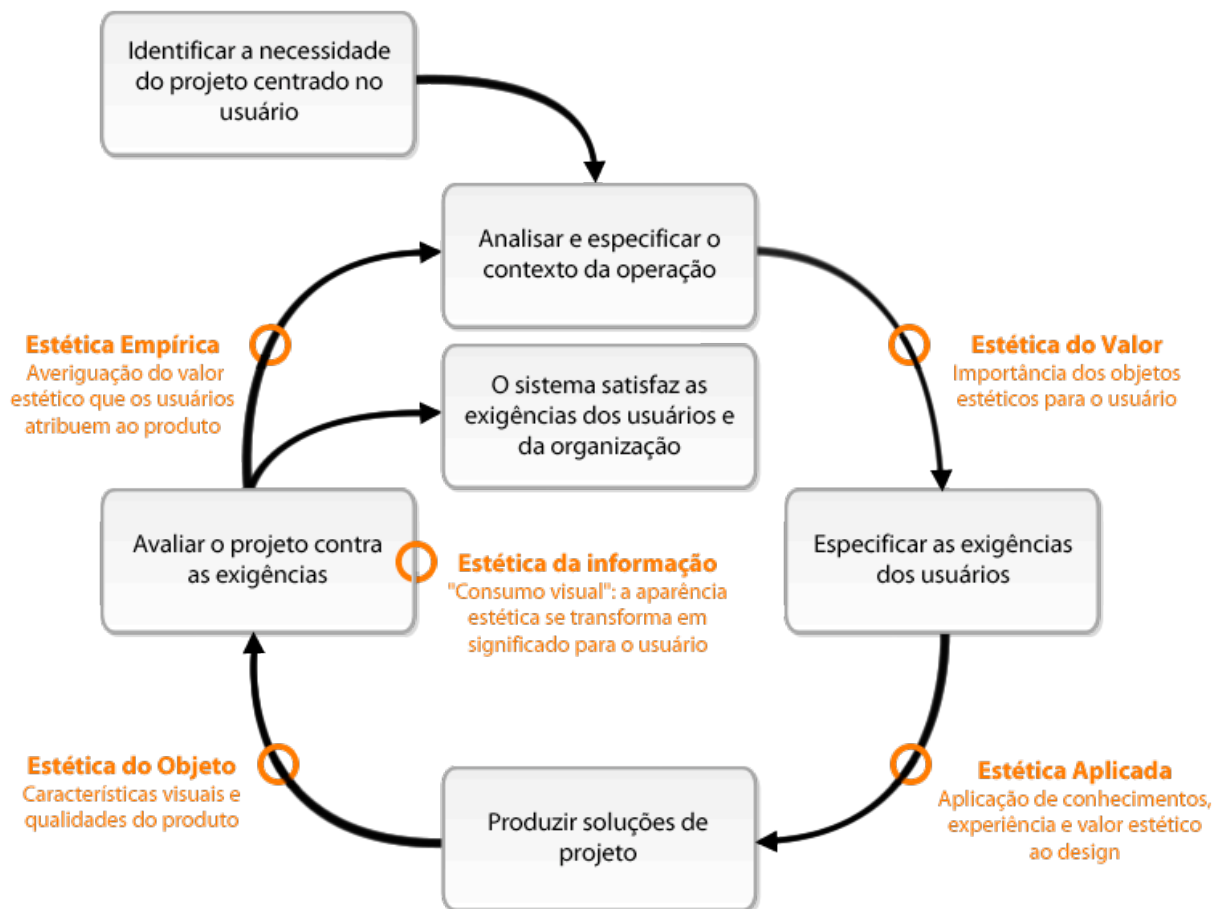 Identificar a necessidade
do projeto centrado no
usuário
Analisar e especificar o
contexto da operação
Estética Empírica
Averiguação do valor
estético que os usuários
atribuem ao produto
Estética do Valor
Importância dos objetos
estéticos para o usuário
O sistema satisfaz as
exigências dos usuários e
da organização
Avaliar o projeto contra
as exigências
Estética da informação
"Consumo visual": a aparência
estética se transforma em
significado para o usuário
Especificar as exigências
dos usuários
Estética do Objeto
Características visuais e
qualidades do produto
Produzir soluções de
projeto
Estética Aplicada
Aplicação de conhecimentos,
experiência e valor estético
ao design